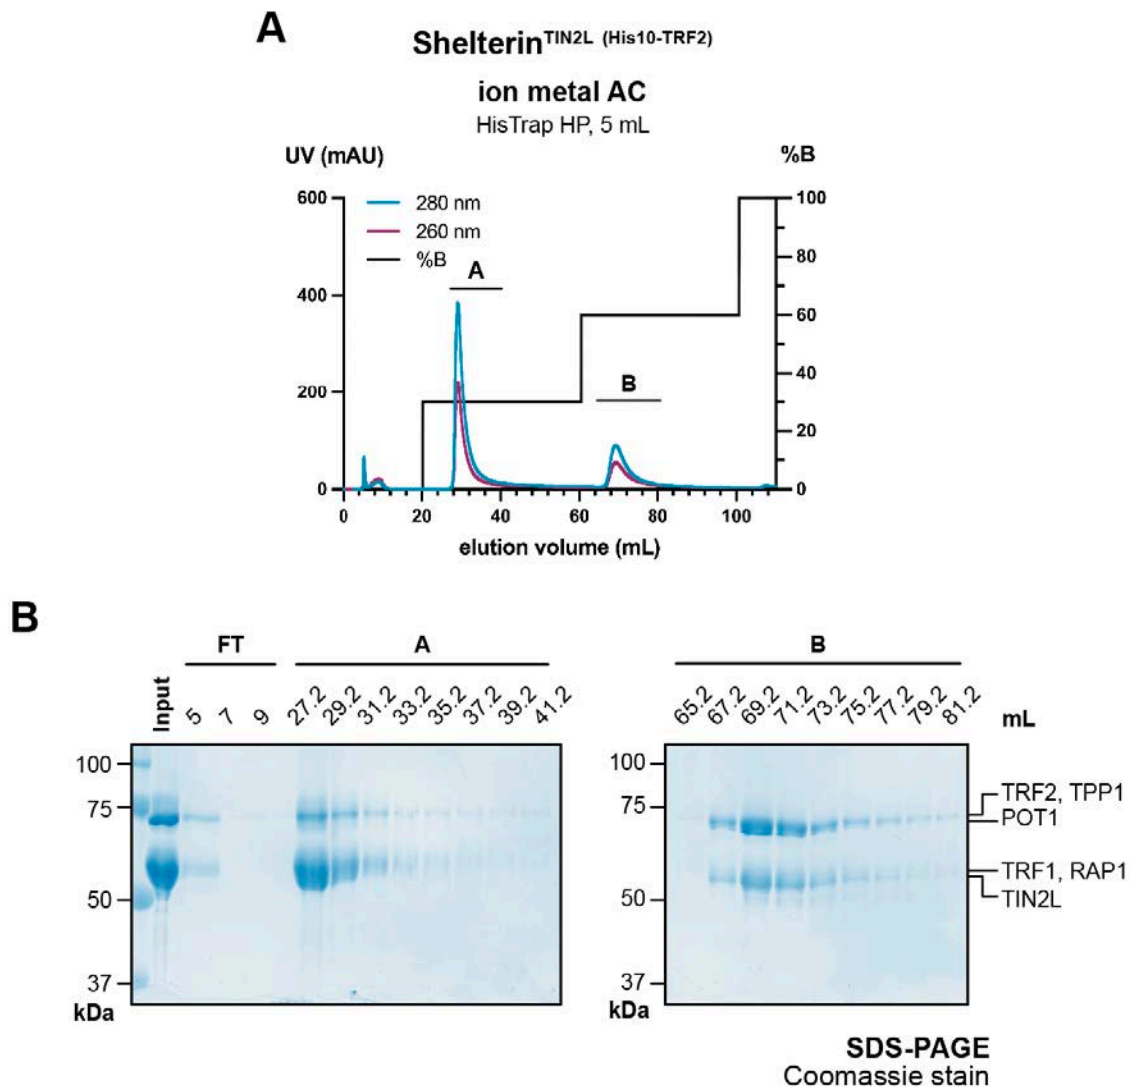 A
Shelterin TIN2L (His10-TRF2)
ion metal AC
HisTrap HP, 5 mL
UV (mAU)
%B
600
400
200
0
280 nm
260 nm
%B
A
B
100
80
60
40
20
0
0 20 40 60 80 100
elution volume (mL)
B
FT
A
B
Input 5 7 9 27.2 29.2 31.2 33.2 35.2 37.2 39.2 41.2
65.2 67.2 69.2 71.2 73.2 75.2 77.2 79.2 81.2 mL
100
75
50
37
kDa
100
75
50
37
kDa
TRF2, TPP1
POT1
TRF1, RAP1
TIN2L
SDS-PAGE
Coomassie stain